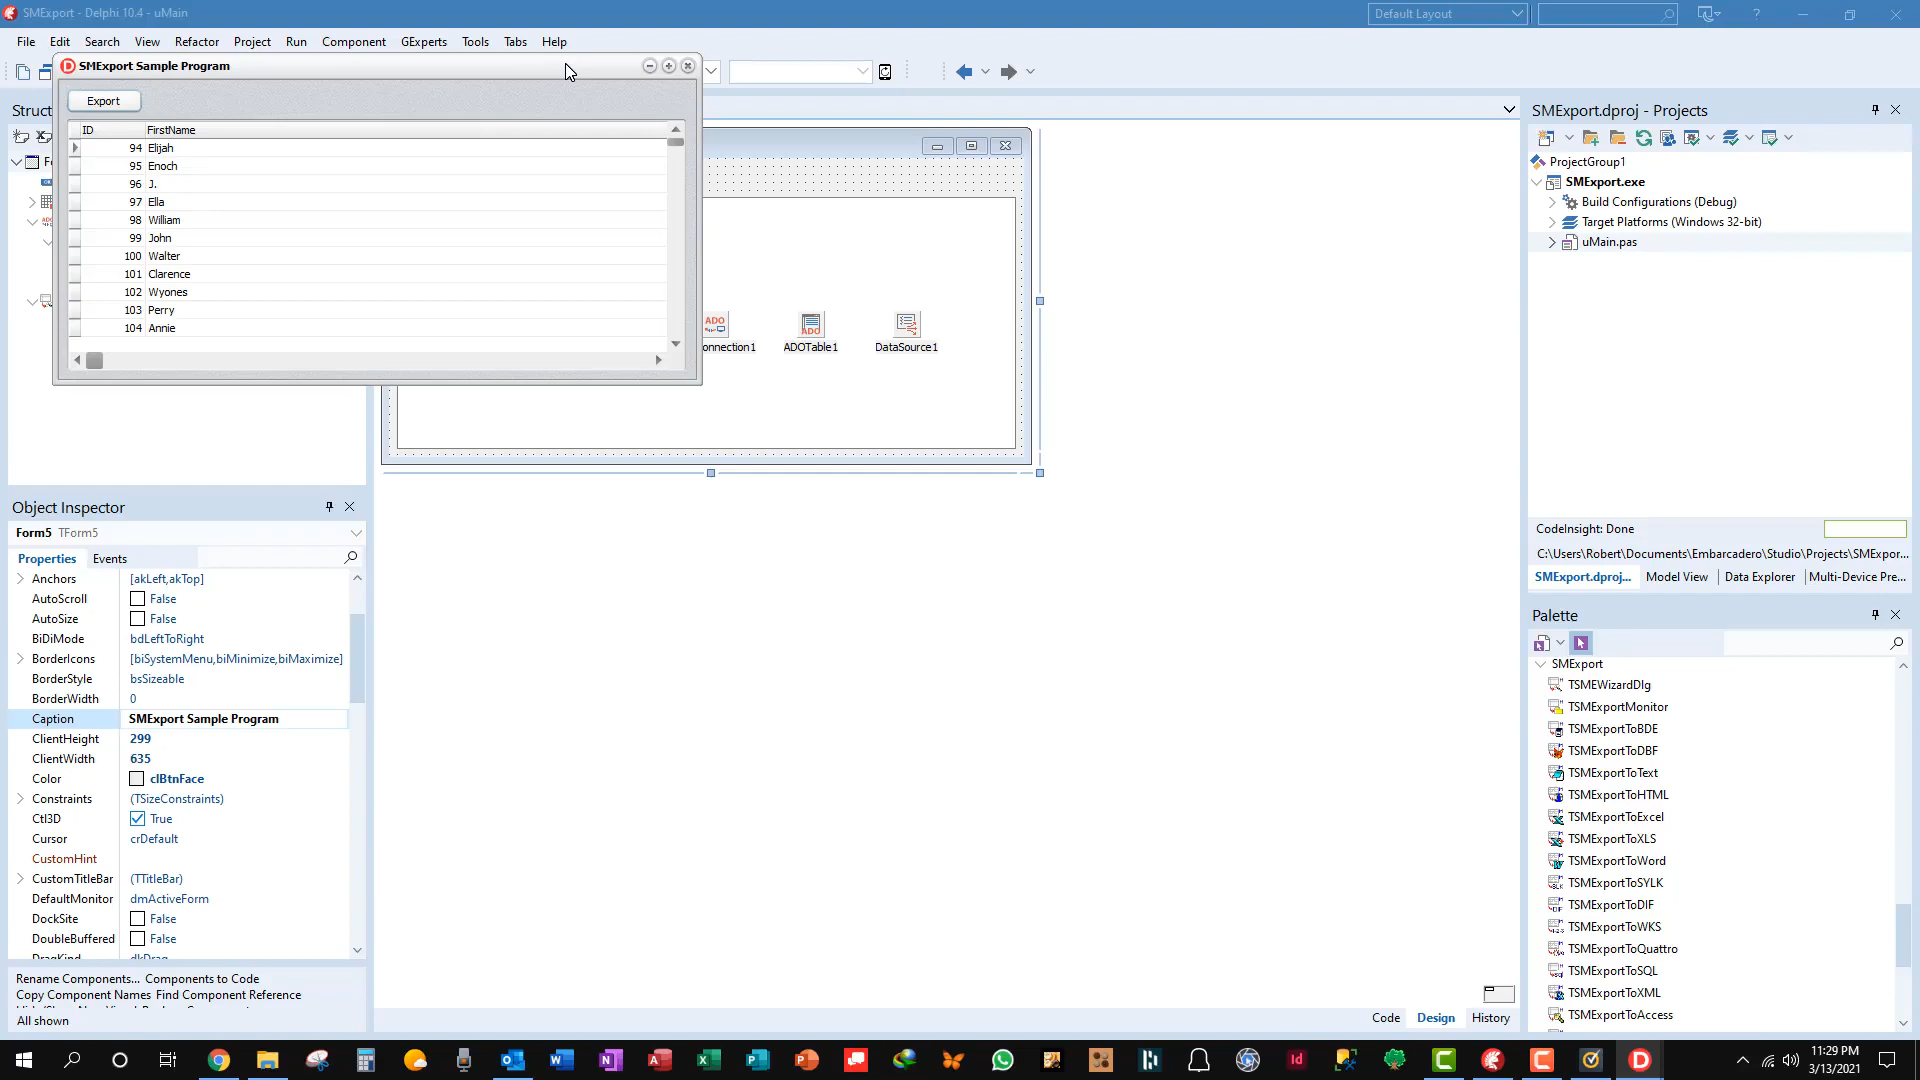 SMExport - Delphi 10.4 - uMain
Default Layout
File Edit Search View Refactor Project Run Component GExperts Tools Tabs Help
SMExport Sample Program
Export
ID FirstName
94 Elijah
95 Enoch
96 J.
97 Ella
98 William
99 John
100 Walter
101 Clarence
102 Wyones
103 Perry
104 Annie
Struct
onnection1
ADOTable1
DataSource1
SMExport.dproj - Projects
ProjectGroup1
SMExport.exe
Build Configurations (Debug)
Target Platforms (Windows 32-bit)
uMain.pas
CodeInsight: Done
C:\Users\Robert\Documents\Embarcadero\Studio\Projects\SMExpor...
SMExport.dproj... Model View Data Explorer Multi-Device Pre...
Object Inspector
Form5 TForm5
Properties Events
Anchors [akLeft,akTop]
AutoScroll False
AutoSize False
BiDiMode bdLeftToRight
BorderIcons [biSystemMenu,biMinimize,biMaximize]
BorderStyle bsSizeable
BorderWidth 0
Caption SMExport Sample Program
ClientHeight 299
ClientWidth 635
Color clBtnFace
Constraints (TSizeConstraints)
Ctl3D True
Cursor crDefault
CustomHint
CustomTitleBar (TTitleBar)
DefaultMonitor dmActiveForm
DockSite False
DoubleBuffered False
DragKind dkDrag
Rename Components... Components to Code
Copy Component Names Find Component Reference
All shown
Palette
SMExport
TSMEWizardDlg
TSMExportMonitor
TSMExportToBDE
TSMExportToDBF
TSMExportToText
TSMExportToHTML
TSMExportToExcel
TSMExportToXLS
TSMExportToWord
TSMExportToSYLK
TSMExportToDIF
TSMExportToWKS
TSMExportToQuattro
TSMExportToSQL
TSMExportToXML
TSMExportToAccess
Code Design History
11:29 PM
3/13/2021